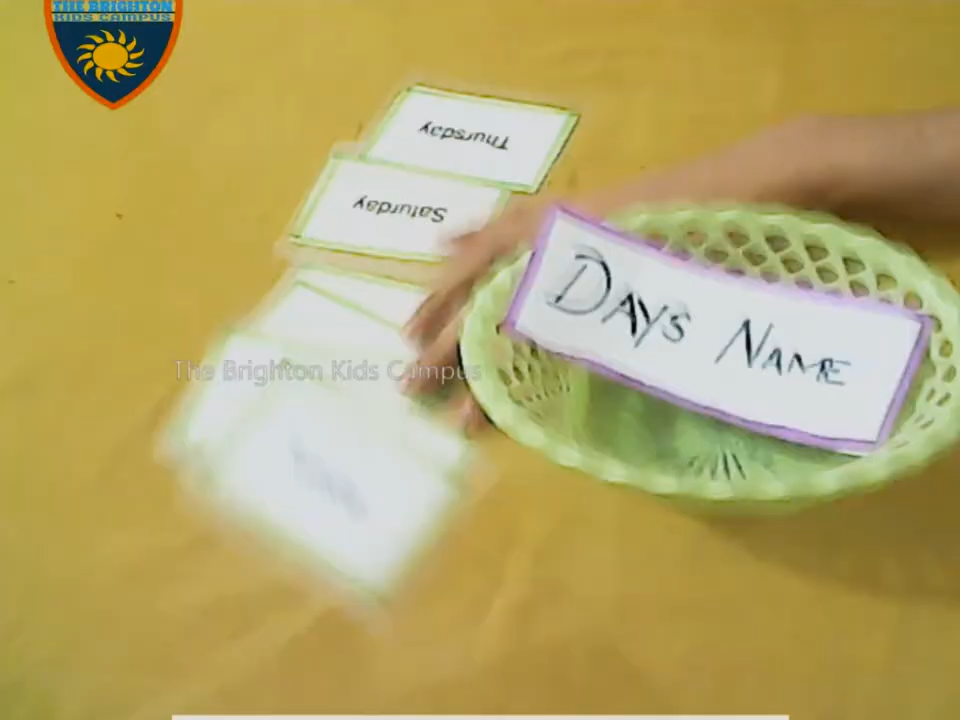 THE BRIGHTON
KIDS CAMPUS
Thursday
Saturday
DAYS NAME
The Brighton Kids Campus